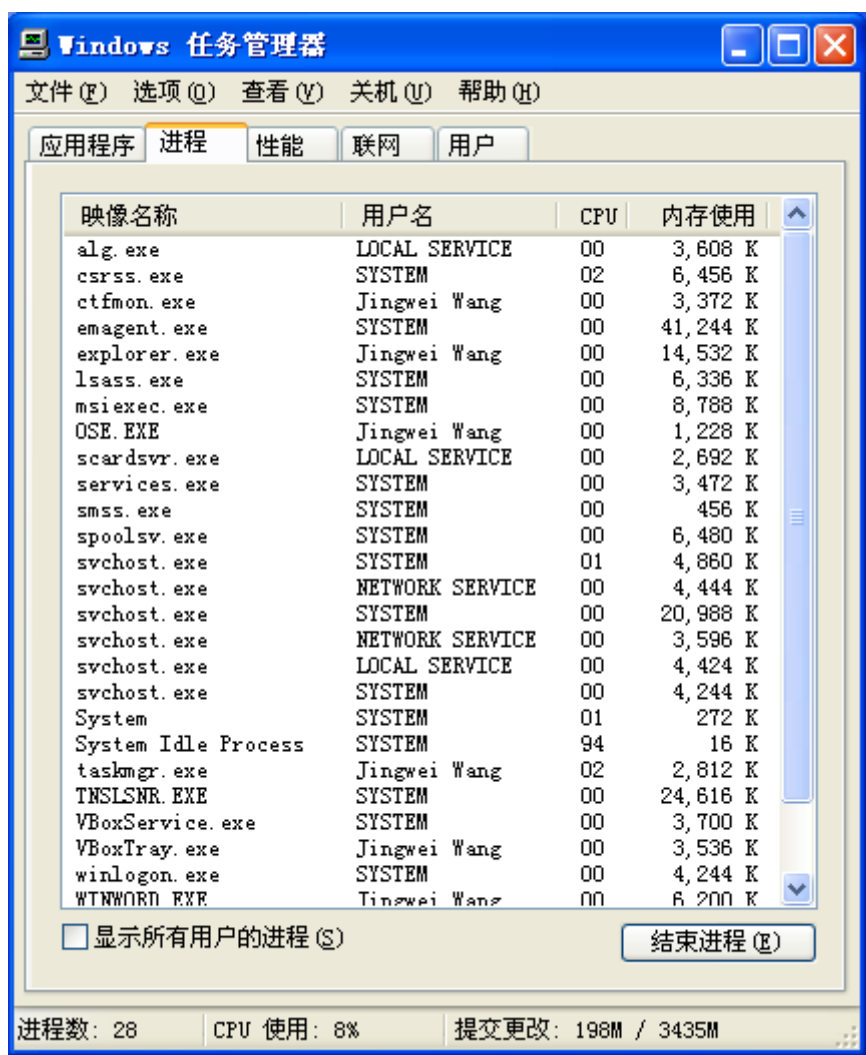 Windows 任务管理器
文件(F) 选项(O) 查看(V) 关机(U) 帮助(H)
应用程序 进程 性能 联网 用户
映像名称 用户名 CPU 内存使用
alg.exe LOCAL SERVICE 00 3,608 K
csrss.exe SYSTEM 02 6,456 K
ctfmon.exe Jingwei Wang 00 3,372 K
emagent.exe SYSTEM 00 41,244 K
explorer.exe Jingwei Wang 00 14,532 K
lsass.exe SYSTEM 00 6,336 K
msiexec.exe SYSTEM 00 8,788 K
OSE.EXE Jingwei Wang 00 1,228 K
scardsvr.exe LOCAL SERVICE 00 2,692 K
services.exe SYSTEM 00 3,472 K
smss.exe SYSTEM 00 456 K
spoolsv.exe SYSTEM 00 6,480 K
svchost.exe SYSTEM 01 4,860 K
svchost.exe NETWORK SERVICE 00 4,444 K
svchost.exe SYSTEM 00 20,988 K
svchost.exe NETWORK SERVICE 00 3,596 K
svchost.exe LOCAL SERVICE 00 4,424 K
svchost.exe SYSTEM 00 4,244 K
System SYSTEM 01 272 K
System Idle Process SYSTEM 94 16 K
taskmgr.exe Jingwei Wang 02 2,812 K
TNSLSNR.EXE SYSTEM 00 24,616 K
VBoxService.exe SYSTEM 00 3,700 K
VBoxTray.exe Jingwei Wang 00 3,536 K
winlogon.exe SYSTEM 00 4,244 K
WINWORD.EXE Jingwei Wang 00 6,200 K
显示所有用户的进程(S) 结束进程(E)
进程数: 28 CPU 使用: 8% 提交更改: 198M / 3435M